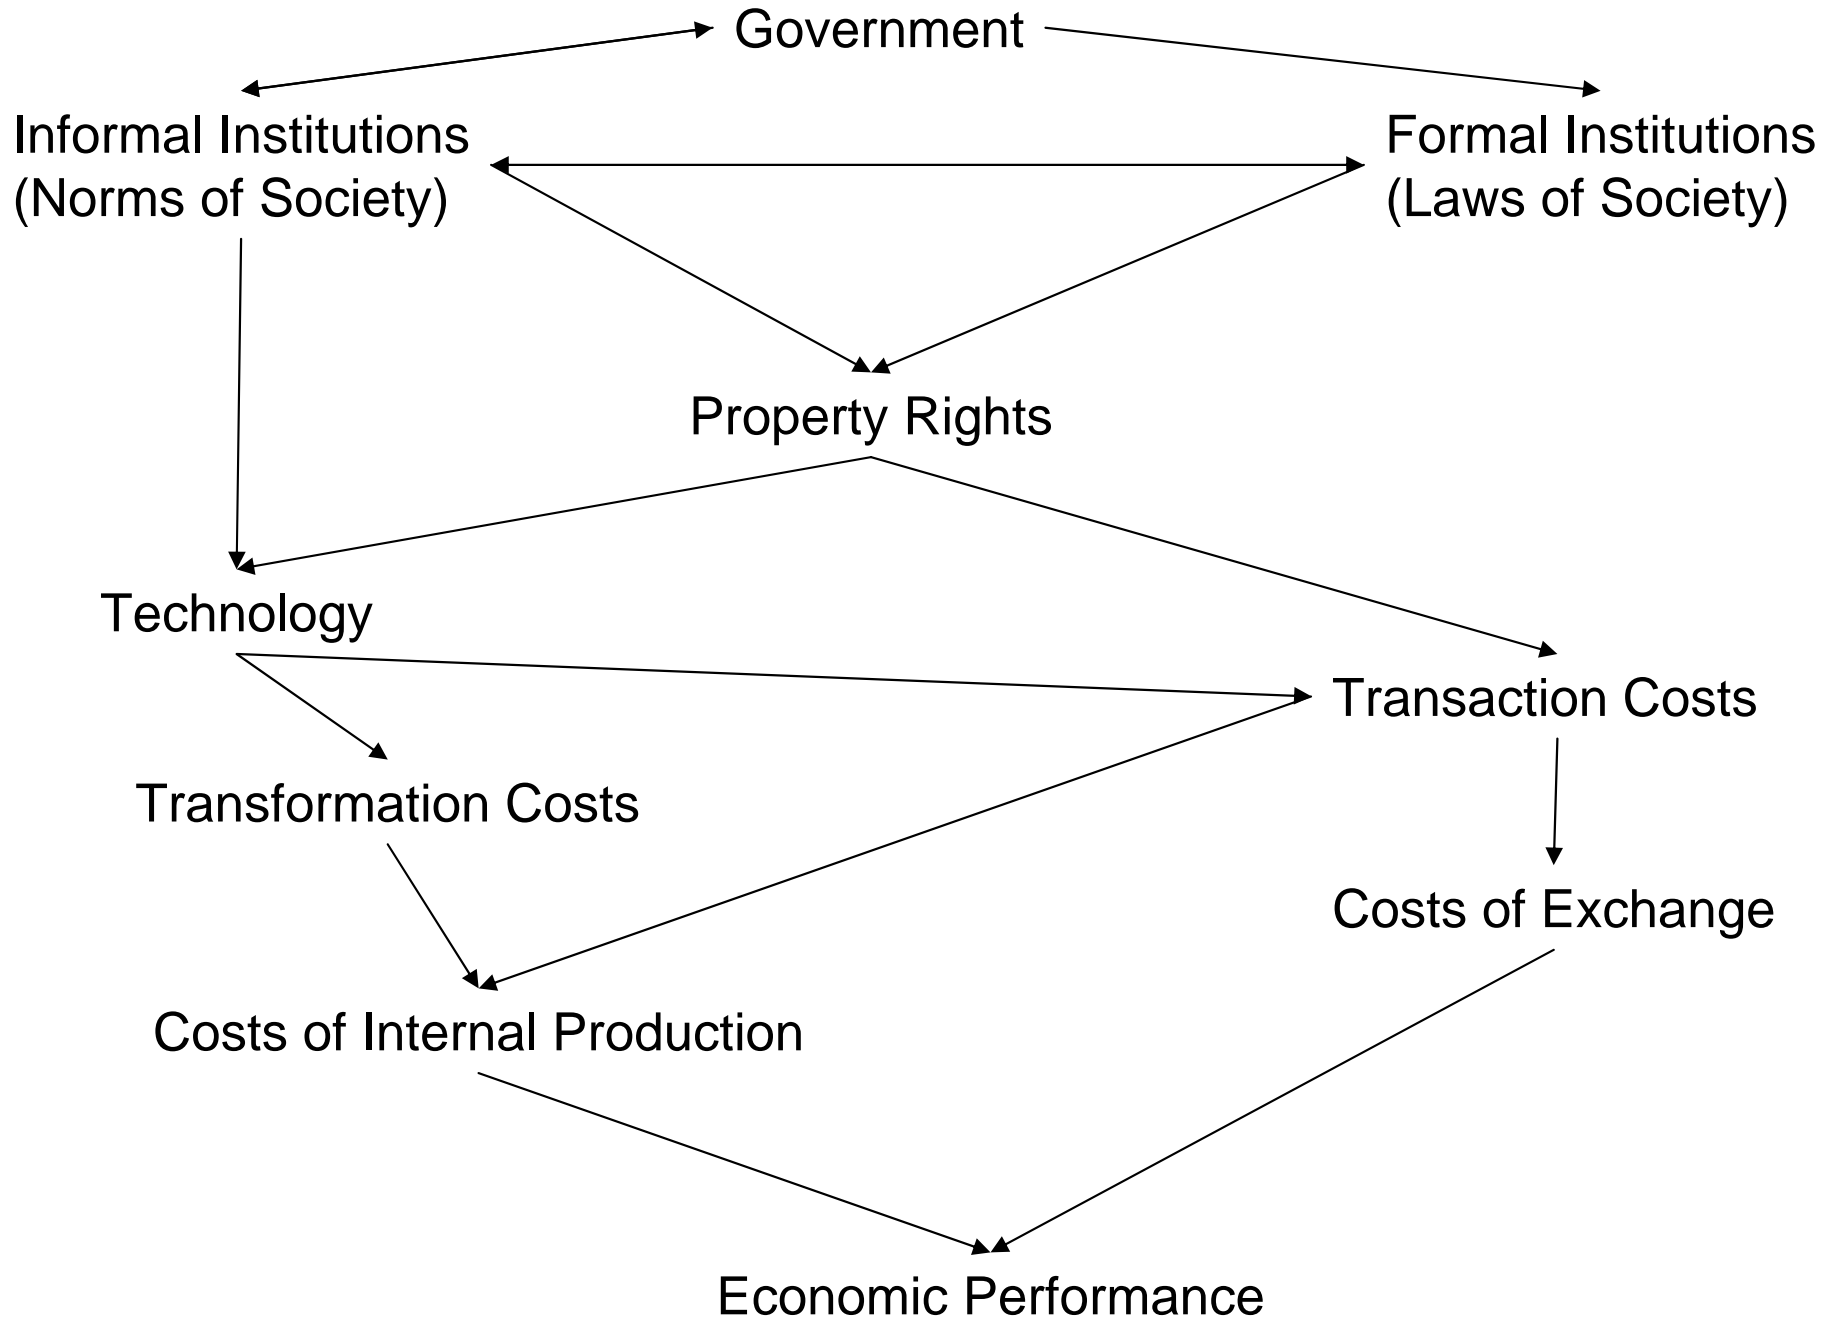 Government
Informal Institutions
(Norms of Society)
Formal Institutions
(Laws of Society)
Property Rights
Technology
Transaction Costs
Transformation Costs
Costs of Exchange
Costs of Internal Production
Economic Performance